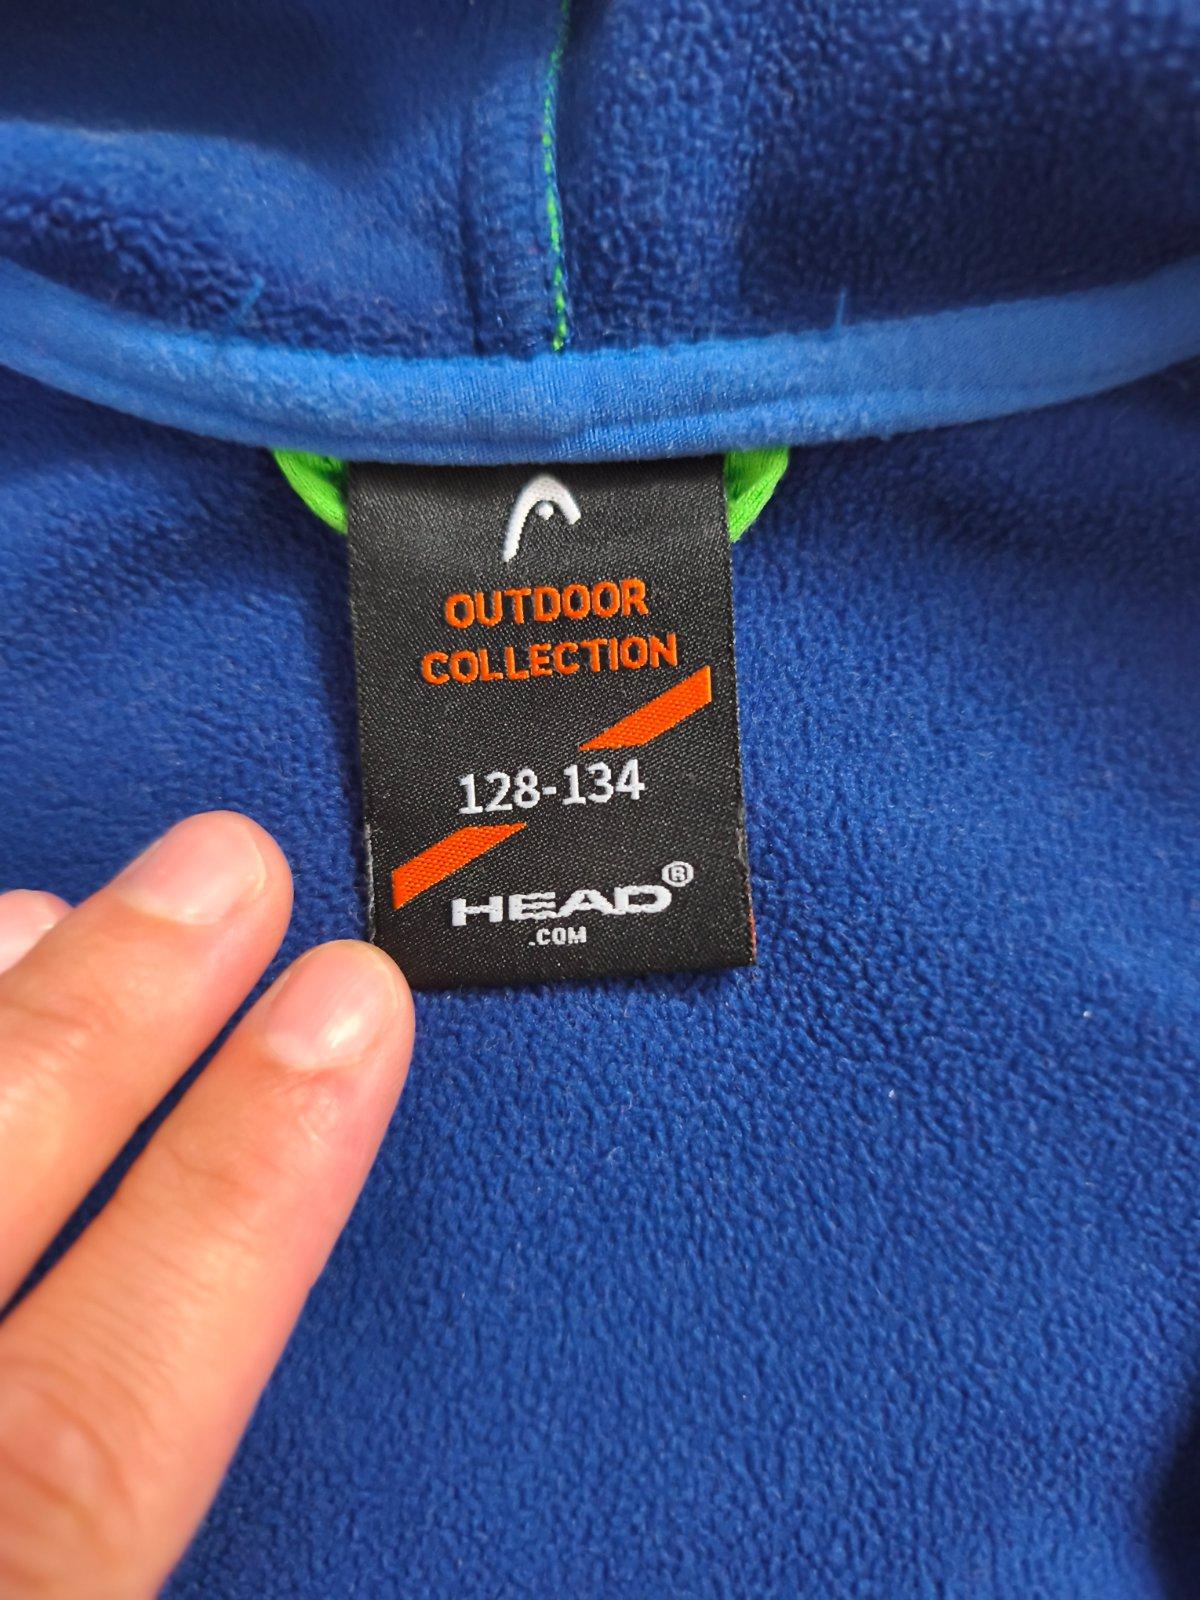 OUTDOOR
COLLECTION
128-134
HEAD®
.COM